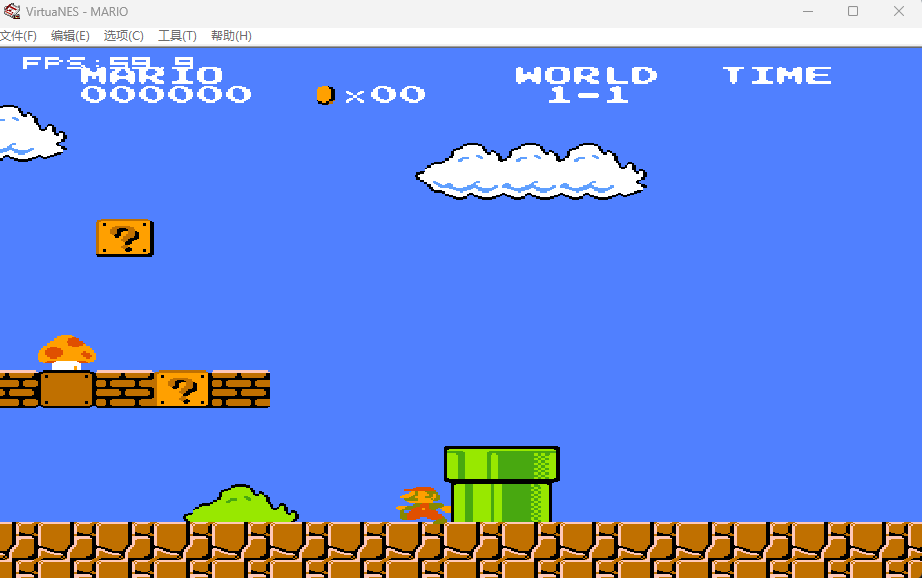 VirtuaNES - MARIO
文件(F) 编辑(E) 选项(C) 工具(T) 帮助(H)
FPS:59.9
MARIO WORLD TIME
000000 ×00 1-1
?
?